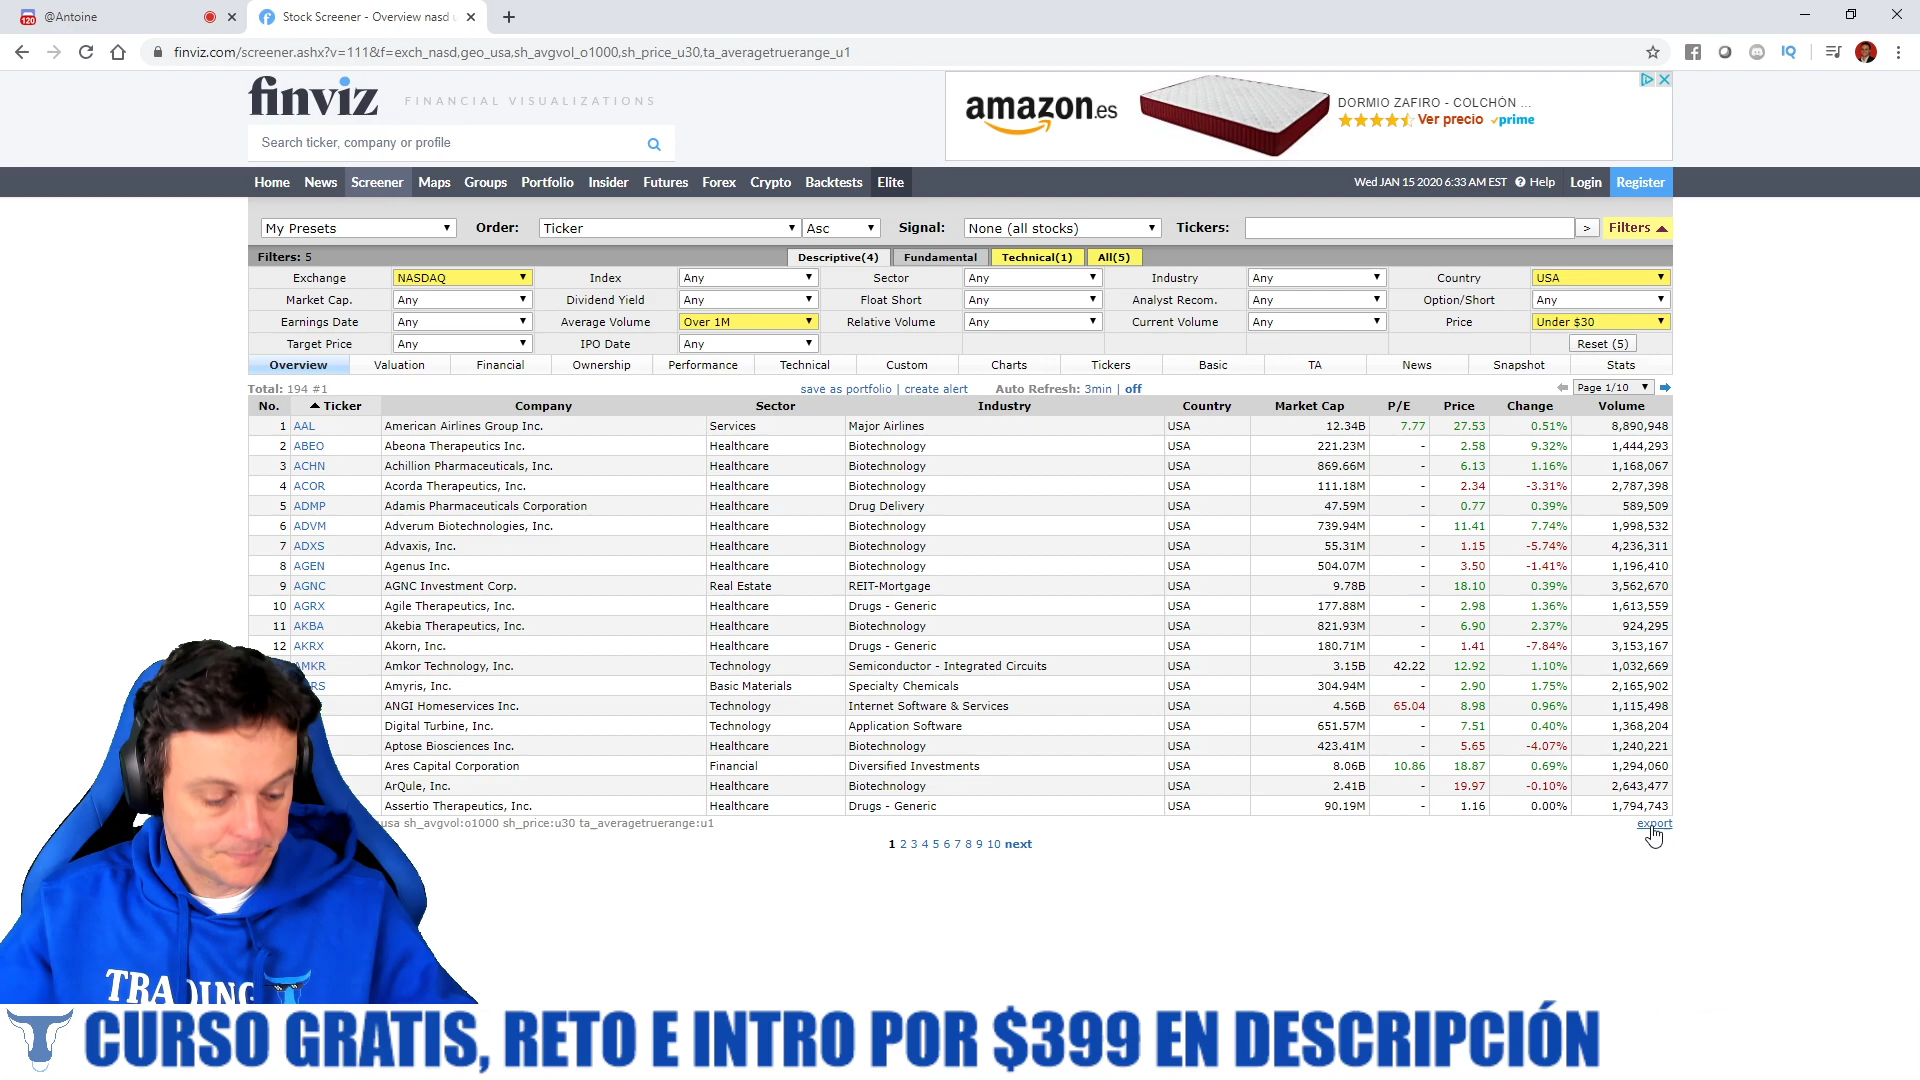 @Antoine
Stock Screener - Overview nasd
finviz.com/screener.ashx?v=111&f=exch_nasd,geo_usa,sh_avgvol_o1000,sh_price_u30,ta_averagetruerange_u1
finviz FINANCIAL VISUALIZATIONS
amazon.es
DORMIO ZAFIRO - COLCHÓN ...
Ver precio prime
Search ticker, company or profile
Home News Screener Maps Groups Portfolio Insider Futures Forex Crypto Backtests Elite Wed JAN 15 2020 6:33 AM EST Help Login Register
My Presets Order: Ticker Asc Signal: None (all stocks) Tickers: > Filters
Filters: 5 Descriptive(4) Fundamental Technical(1) All(5)
Exchange NASDAQ Index Any Sector Any Industry Any Country USA
Market Cap. Any Dividend Yield Any Float Short Any Analyst Recom. Any Option/Short Any
Earnings Date Any Average Volume Over 1M Relative Volume Any Current Volume Any Price Under $30
Target Price Any IPO Date Any Reset (5)
Overview Valuation Financial Ownership Performance Technical Custom Charts Tickers Basic TA News Snapshot Stats
Total: 194 #1 save as portfolio | create alert Auto Refresh: 3min | off Page 1/10
No. Ticker Company Sector Industry Country Market Cap P/E Price Change Volume
1 AAL American Airlines Group Inc. Services Major Airlines USA 12.34B 7.77 27.53 0.51% 8,890,948
2 ABEO Abeona Therapeutics Inc. Healthcare Biotechnology USA 221.23M - 2.58 9.32% 1,444,293
3 ACHN Achillion Pharmaceuticals, Inc. Healthcare Biotechnology USA 869.66M - 6.13 1.16% 1,168,067
4 ACOR Acorda Therapeutics, Inc. Healthcare Biotechnology USA 111.18M - 2.34 -3.31% 2,787,398
5 ADMP Adamis Pharmaceuticals Corporation Healthcare Drug Delivery USA 47.59M - 0.77 0.39% 589,509
6 ADVM Adverum Biotechnologies, Inc. Healthcare Biotechnology USA 739.94M - 11.41 7.74% 1,998,532
7 ADXS Advaxis, Inc. Healthcare Biotechnology USA 55.31M - 1.15 -5.74% 4,236,311
8 AGEN Agenus Inc. Healthcare Biotechnology USA 504.07M - 3.50 -1.41% 1,196,410
9 AGNC AGNC Investment Corp. Real Estate REIT-Mortgage USA 9.78B - 18.10 0.39% 3,562,670
10 AGRX Agile Therapeutics, Inc. Healthcare Drugs - Generic USA 177.88M - 2.98 1.36% 1,613,559
11 AKBA Akebia Therapeutics, Inc. Healthcare Biotechnology USA 821.93M - 6.90 2.37% 924,295
12 AKRX Akorn, Inc. Healthcare Drugs - Generic USA 180.71M - 1.41 -7.84% 3,153,167
AMKR Amkor Technology, Inc. Technology Semiconductor - Integrated Circuits USA 3.15B 42.22 12.92 1.10% 1,032,669
RS Amyris, Inc. Basic Materials Specialty Chemicals USA 304.94M - 2.90 1.75% 2,165,902
ANGI Homeservices Inc. Technology Internet Software & Services USA 4.56B 65.04 8.98 0.96% 1,115,498
Digital Turbine, Inc. Technology Application Software USA 651.57M - 7.51 0.40% 1,368,204
Aptose Biosciences Inc. Healthcare Biotechnology USA 423.41M - 5.65 -4.07% 1,240,221
Ares Capital Corporation Financial Diversified Investments USA 8.06B 10.86 18.87 0.69% 1,294,060
ArQule, Inc. Healthcare Biotechnology USA 2.41B - 19.97 -0.10% 2,643,477
Assertio Therapeutics, Inc. Healthcare Drugs - Generic USA 90.19M - 1.16 0.00% 1,794,743
usa sh_avgvol:o1000 sh_price:u30 ta_averagetruerange:u1 export
1 2 3 4 5 6 7 8 9 10 next
TRADING
CURSO GRATIS, RETO E INTRO POR $399 EN DESCRIPCIÓN